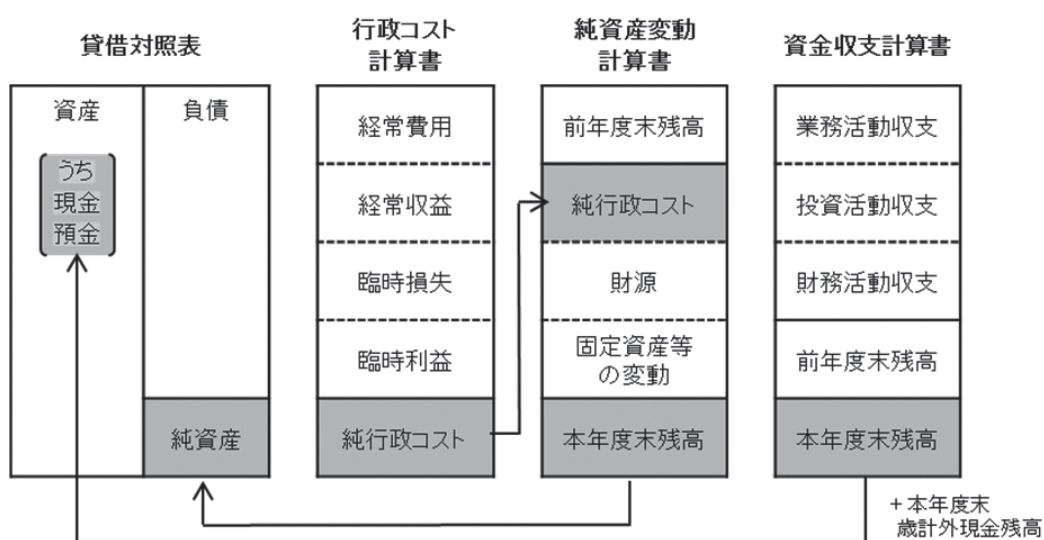 貸借対照表
資産
うち
現金
預金
負債
純資産
行政コスト
計算書
経常費用
経常収益
臨時損失
臨時利益
純行政コスト
純資産変動
計算書
前年度末残高
純行政コスト
財源
固定資産等
の変動
本年度末残高
資金収支計算書
業務活動収支
投資活動収支
財務活動収支
前年度末残高
本年度末残高
+本年度末
歳計外現金残高